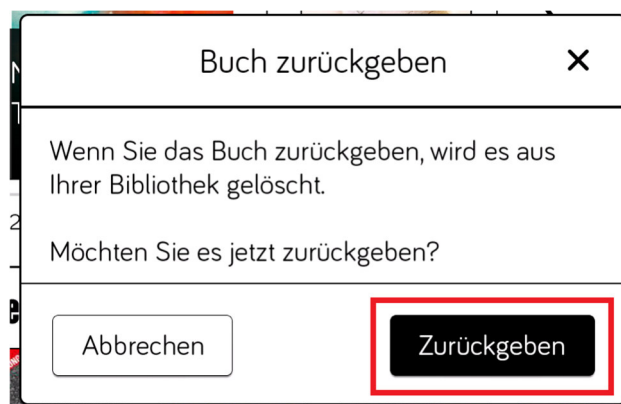 Buch zurückgeben
Wenn Sie das Buch zurückgeben, wird es aus
Ihrer Bibliothek gelöscht.
Möchten Sie es jetzt zurückgeben?
Abbrechen
Zurückgeben